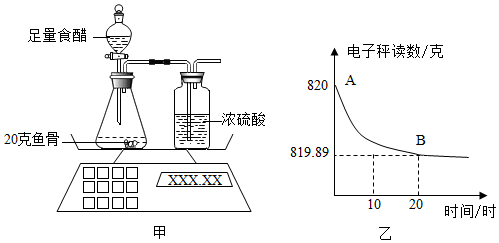 足量食醋
浓硫酸
20克鱼骨
XXX.XX
甲
电子秤读数/克
820
A
819.89
B
10
20
时间/时
乙